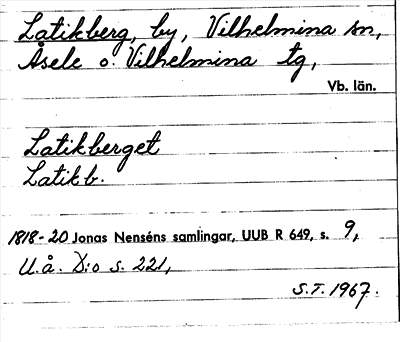 Latikberg, by, Vilhelmina sn,
Åsele o. Vilhelmina tg,
Vb. län.
Latikberget
Latikb.
1818-20 Jonas Nenséns samlingar, UUB R 649, s. 9,
U.å. D:o s. 221,
S.T. 1967.